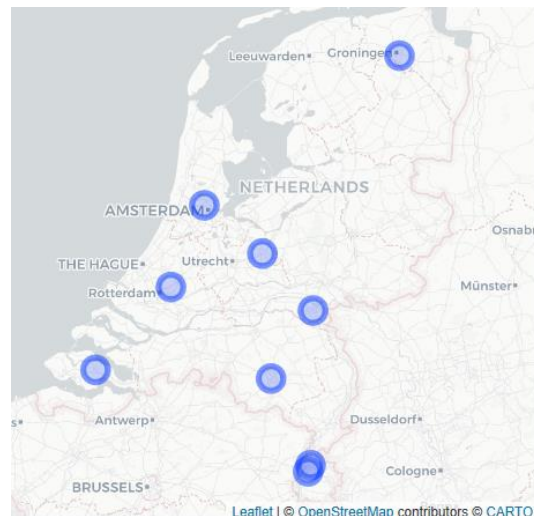 Leeuwarden
Groningen
NETHERLANDS
AMSTERDAM
Osnab
THE HAGUE
Utrecht
Münster
Rotterdam
Antwerp
s
Dusseldorf
BRUSSELS
Cologne
Leaflet | © OpenStreetMap contributors © CARTO